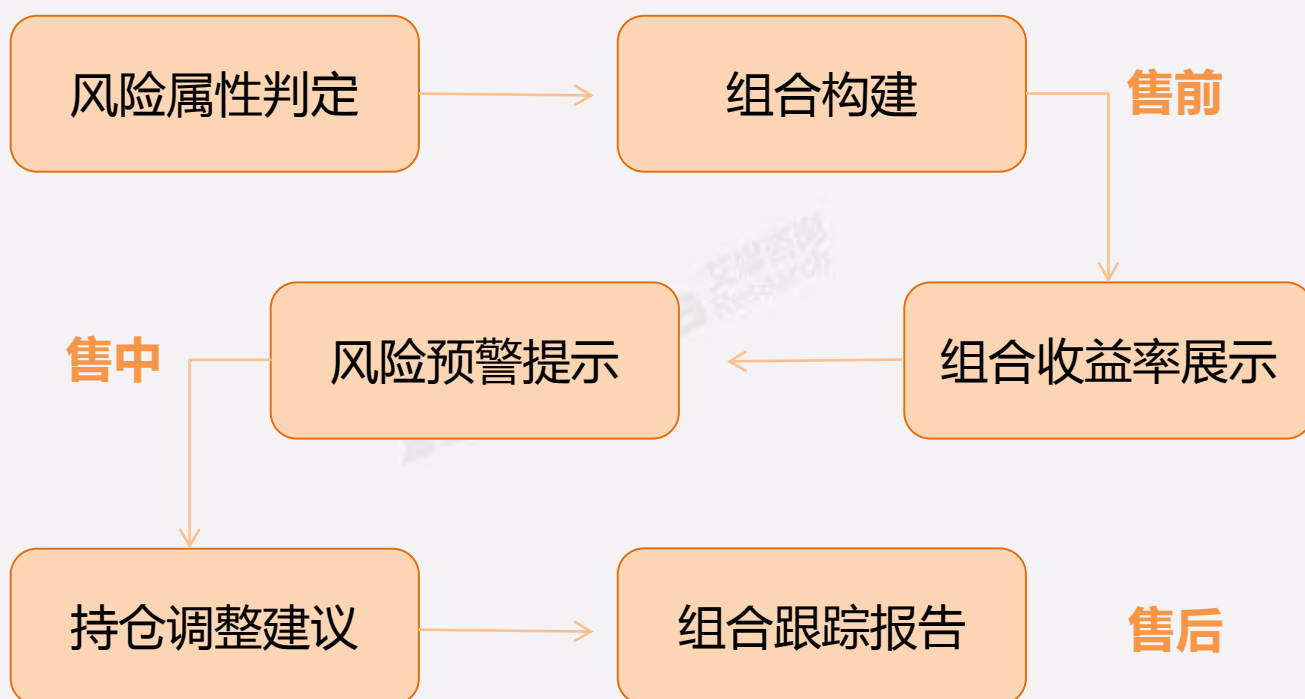 风险属性判定
组合构建
售前
售中
风险预警提示
组合收益率展示
持仓调整建议
组合跟踪报告
售后